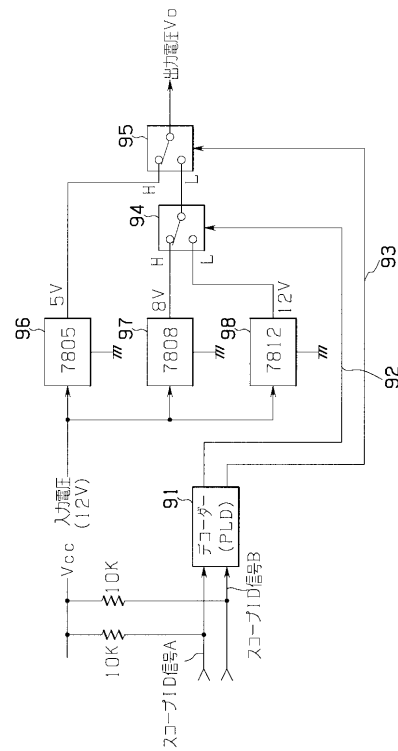 Vcc
10K
10K
スコープID信号A
スコープID信号B
91
デコーダー
(PLD)
入力電圧
(12V)
96
7805
5V
97
7808
8V
98
7812
12V
94
H
L
95
H
L
出力電圧Vo
92
93